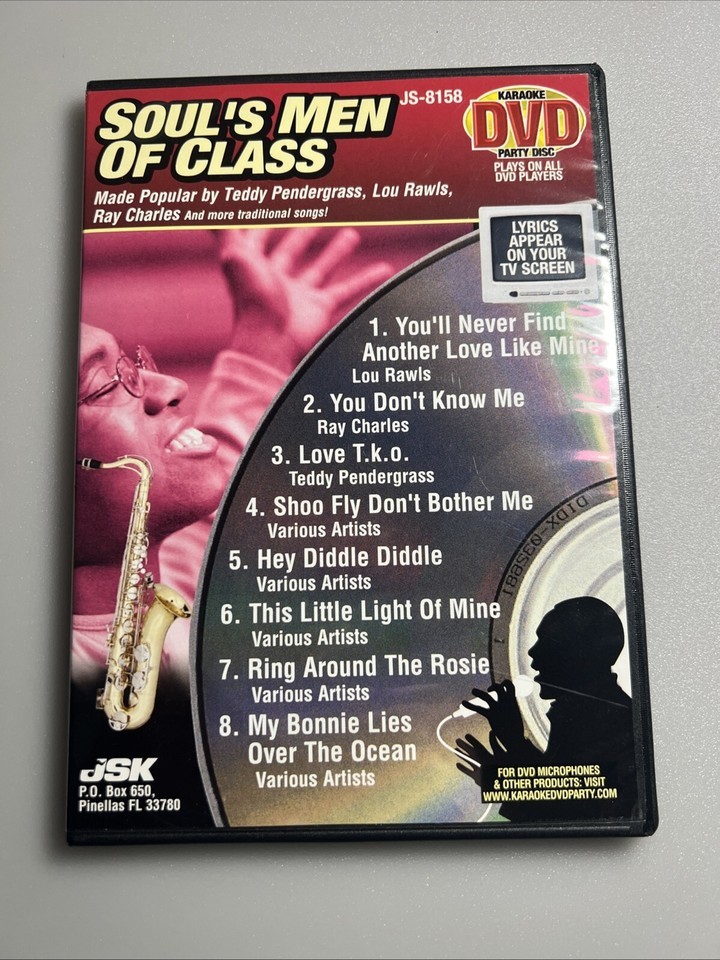 SOUL'S MEN
OF CLASS
JS-8158
KARAOKE
DVD
PARTY DISC
PLAYS ON ALL
DVD PLAYERS
Made Popular by Teddy Pendergrass, Lou Rawls,
Ray Charles And more traditional songs!
LYRICS
APPEAR
ON YOUR
TV SCREEN
1. You'll Never Find
Another Love Like Mine
Lou Rawls
2. You Don't Know Me
Ray Charles
3. Love T.k.o.
Teddy Pendergrass
4. Shoo Fly Don't Bother Me
Various Artists
5. Hey Diddle Diddle
Various Artists
6. This Little Light Of Mine
Various Artists
7. Ring Around The Rosie
Various Artists
8. My Bonnie Lies
Over The Ocean
Various Artists
JSK
P.O. Box 650,
Pinellas FL 33780
FOR DVD MICROPHONES
& OTHER PRODUCTS: VISIT
WWW.KARAOKEDVDPARTY.COM